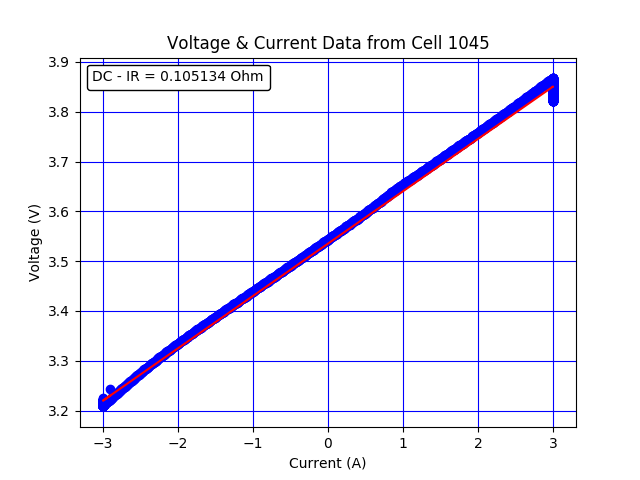 Voltage & Current Data from Cell 1045
DC - IR = 0.105134 Ohm
3.9
3.8
3.7
3.6
3.5
3.4
3.3
3.2
Voltage (V)
−3 −2 −1 0 1 2 3
Current (A)